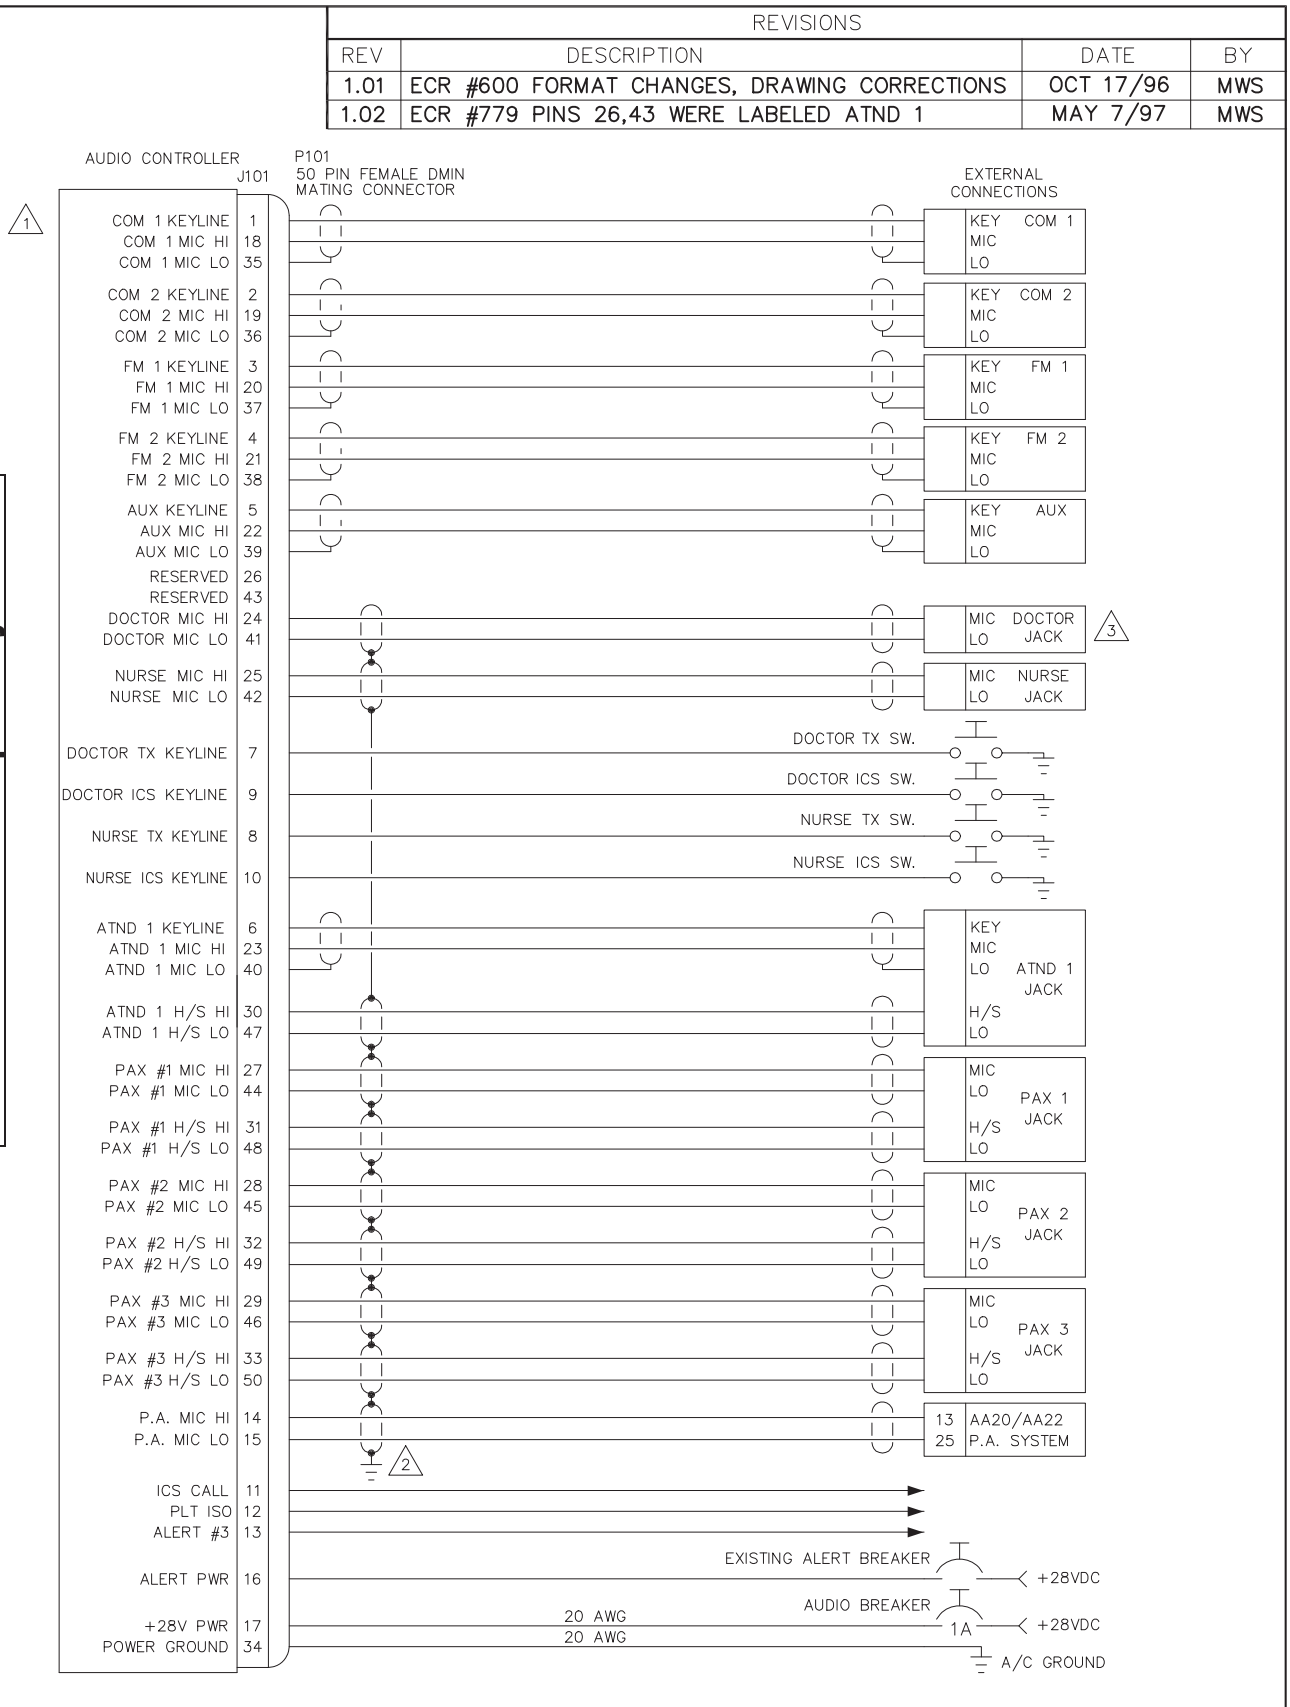 REVISIONS
REV DESCRIPTION DATE BY
1.01 ECR #600 FORMAT CHANGES, DRAWING CORRECTIONS OCT 17/96 MWS
1.02 ECR #779 PINS 26,43 WERE LABELED ATND 1 MAY 7/97 MWS
AUDIO CONTROLLER
J101
P101
50 PIN FEMALE DMIN
MATING CONNECTOR
EXTERNAL
CONNECTIONS
1
COM 1 KEYLINE 1 KEY COM 1
COM 1 MIC HI 18 MIC
COM 1 MIC LO 35 LO
COM 2 KEYLINE 2 KEY COM 2
COM 2 MIC HI 19 MIC
COM 2 MIC LO 36 LO
FM 1 KEYLINE 3 KEY FM 1
FM 1 MIC HI 20 MIC
FM 1 MIC LO 37 LO
FM 2 KEYLINE 4 KEY FM 2
FM 2 MIC HI 21 MIC
FM 2 MIC LO 38 LO
AUX KEYLINE 5 KEY AUX
AUX MIC HI 22 MIC
AUX MIC LO 39 LO
RESERVED 26
RESERVED 43
DOCTOR MIC HI 24 MIC DOCTOR
DOCTOR MIC LO 41 LO JACK 3
NURSE MIC HI 25 MIC NURSE
NURSE MIC LO 42 LO JACK
DOCTOR TX SW.
DOCTOR TX KEYLINE 7
DOCTOR ICS SW.
DOCTOR ICS KEYLINE 9
NURSE TX SW.
NURSE TX KEYLINE 8
NURSE ICS SW.
NURSE ICS KEYLINE 10
ATND 1 KEYLINE 6 KEY
ATND 1 MIC HI 23 MIC
ATND 1 MIC LO 40 LO ATND 1
JACK
ATND 1 H/S HI 30 H/S
ATND 1 H/S LO 47 LO
PAX #1 MIC HI 27 MIC
PAX #1 MIC LO 44 LO PAX 1
JACK
PAX #1 H/S HI 31 H/S
PAX #1 H/S LO 48 LO
PAX #2 MIC HI 28 MIC
PAX #2 MIC LO 45 LO PAX 2
JACK
PAX #2 H/S HI 32 H/S
PAX #2 H/S LO 49 LO
PAX #3 MIC HI 29 MIC
PAX #3 MIC LO 46 LO PAX 3
JACK
PAX #3 H/S HI 33 H/S
PAX #3 H/S LO 50 LO
P.A. MIC HI 14 13 AA20/AA22
P.A. MIC LO 15 25 P.A. SYSTEM
2
ICS CALL 11
PLT ISO 12
ALERT #3 13
EXISTING ALERT BREAKER
ALERT PWR 16 +28VDC
AUDIO BREAKER
+28V PWR 17 20 AWG 1A +28VDC
POWER GROUND 34 20 AWG
A/C GROUND